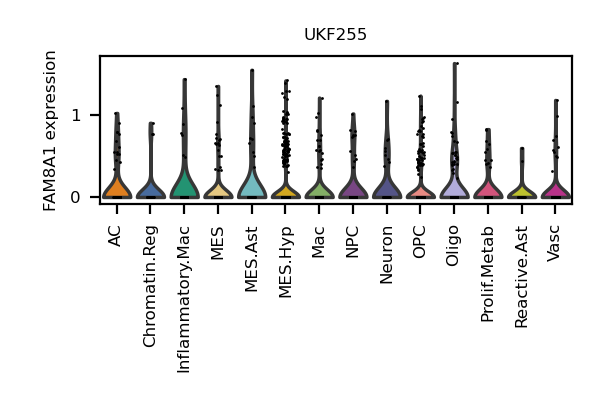 UKF255
FAM8A1 expression
1
0
AC
Chromatin.Reg
Inflammatory.Mac
MES
MES.Ast
MES.Hyp
Mac
NPC
Neuron
OPC
Oligo
Prolif.Metab
Reactive.Ast
Vasc